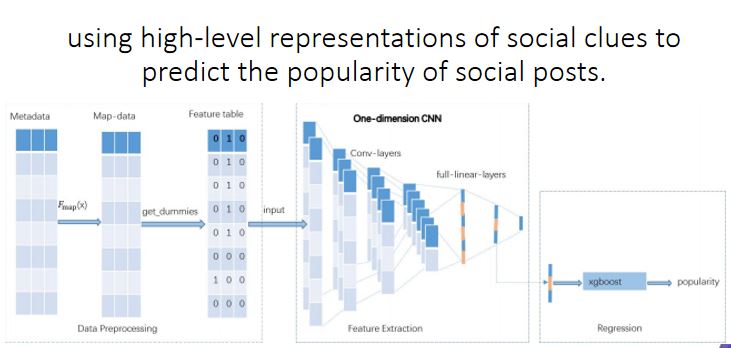 using high-level representations of social clues to
predict the popularity of social posts.
Metadata
Map-data
Feature table
One-dimension CNN
0 1 0
0 1 0
0 1 0
0 1 0
0 1 0
0 0 0
1 0 0
0 0 0
Fmap(x)
get_dummies
input
Conv-layers
full-linear-layers
xgboost
popularity
Data Preprocessing
Feature Extraction
Regression